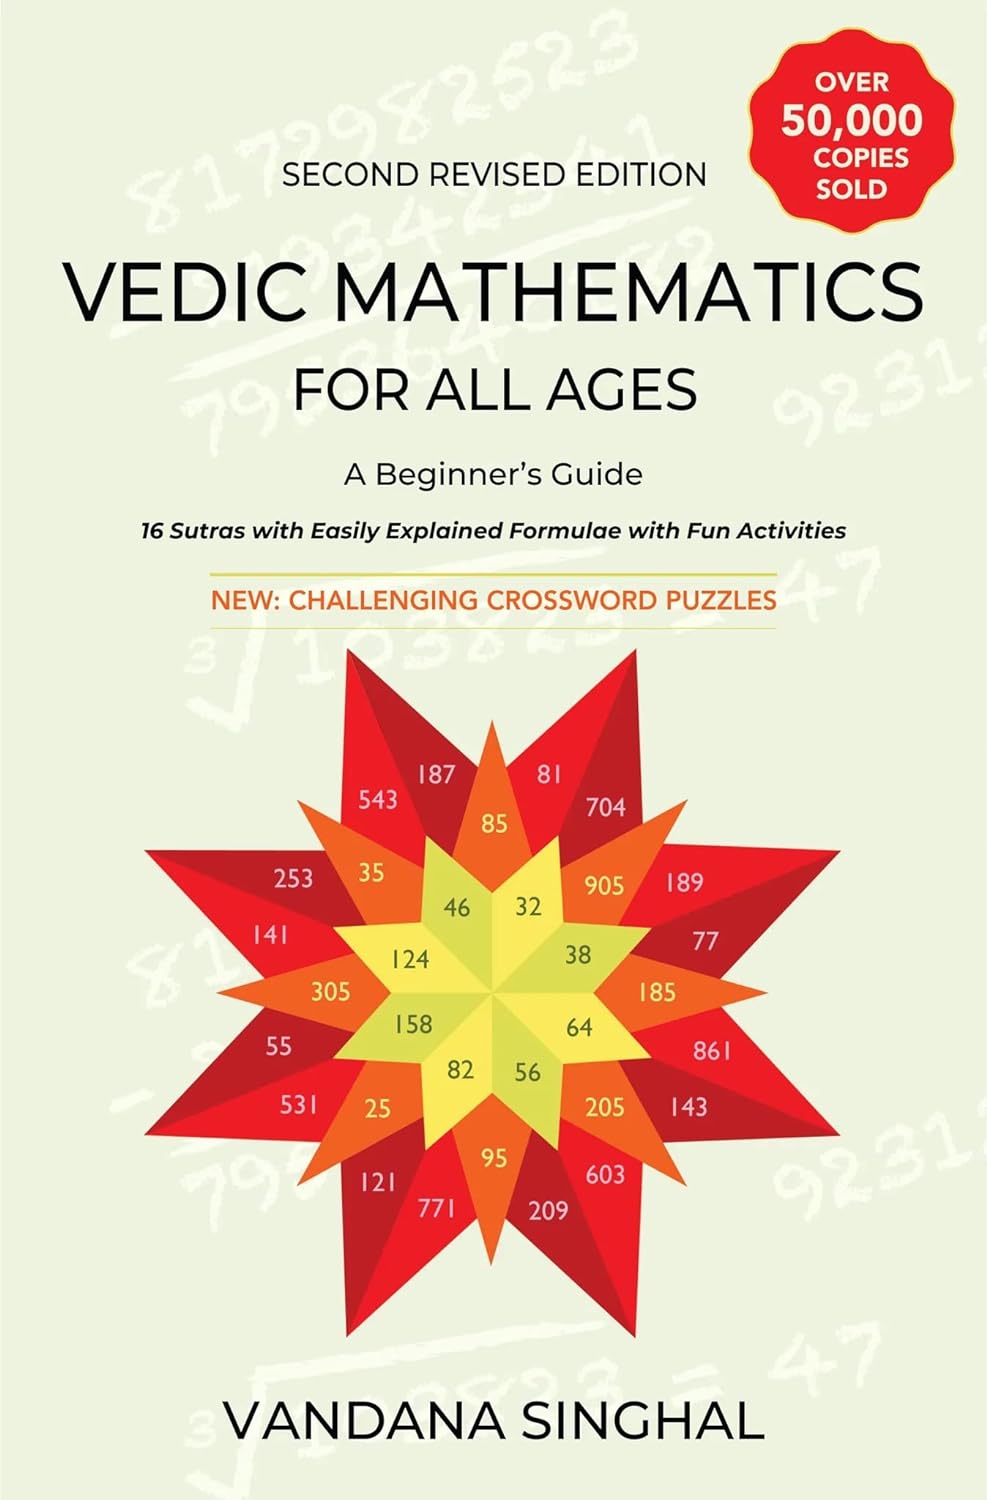 OVER
50,000
COPIES
SOLD
SECOND REVISED EDITION
VEDIC MATHEMATICS
FOR ALL AGES
A Beginner's Guide
16 Sutras with Easily Explained Formulae with Fun Activities
NEW: CHALLENGING CROSSWORD PUZZLES
∛103823 = 47
187 81
543 704
85
253 35 905 189
46 32
141 124 38 77
305 185
55 158 64 861
82 56
531 25 205 143
95
121 603
771 209
VANDANA SINGHAL